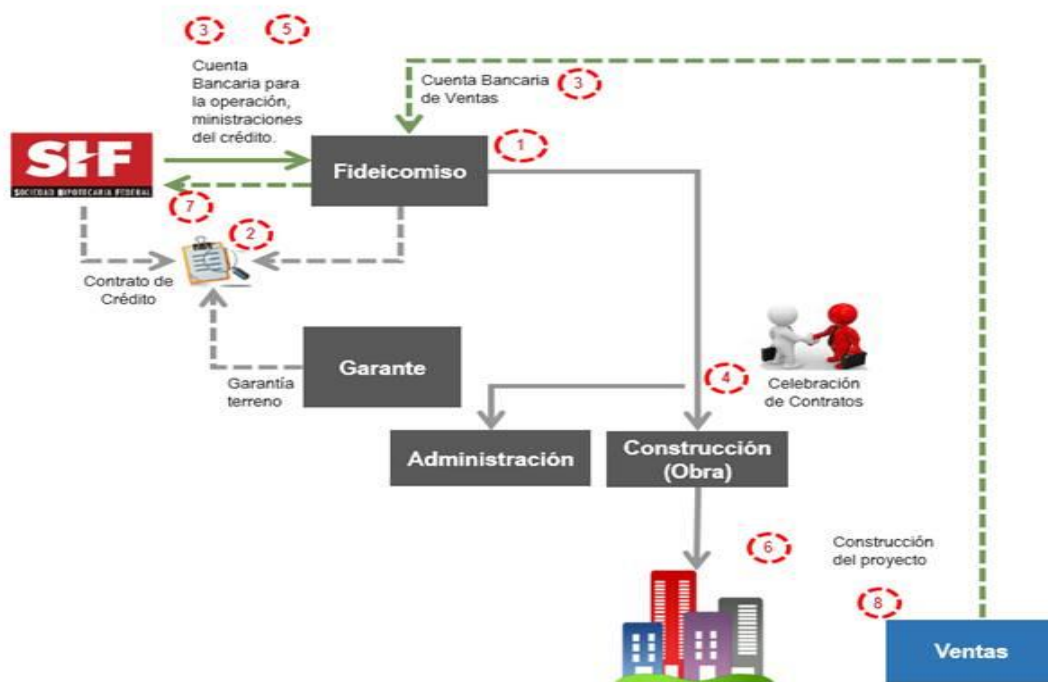 3
5
Cuenta
Bancaria para
la operación,
ministraciones
del crédito.
Cuenta Bancaria
de Ventas
3
SHF
SOCIEDAD HIPOTECARIA FEDERAL
Fideicomiso
1
7
2
Contrato de
Crédito
Garante
Garantía
terreno
4
Celebración
de Contratos
Administración
Construcción
(Obra)
6
Construcción
del proyecto
8
Ventas